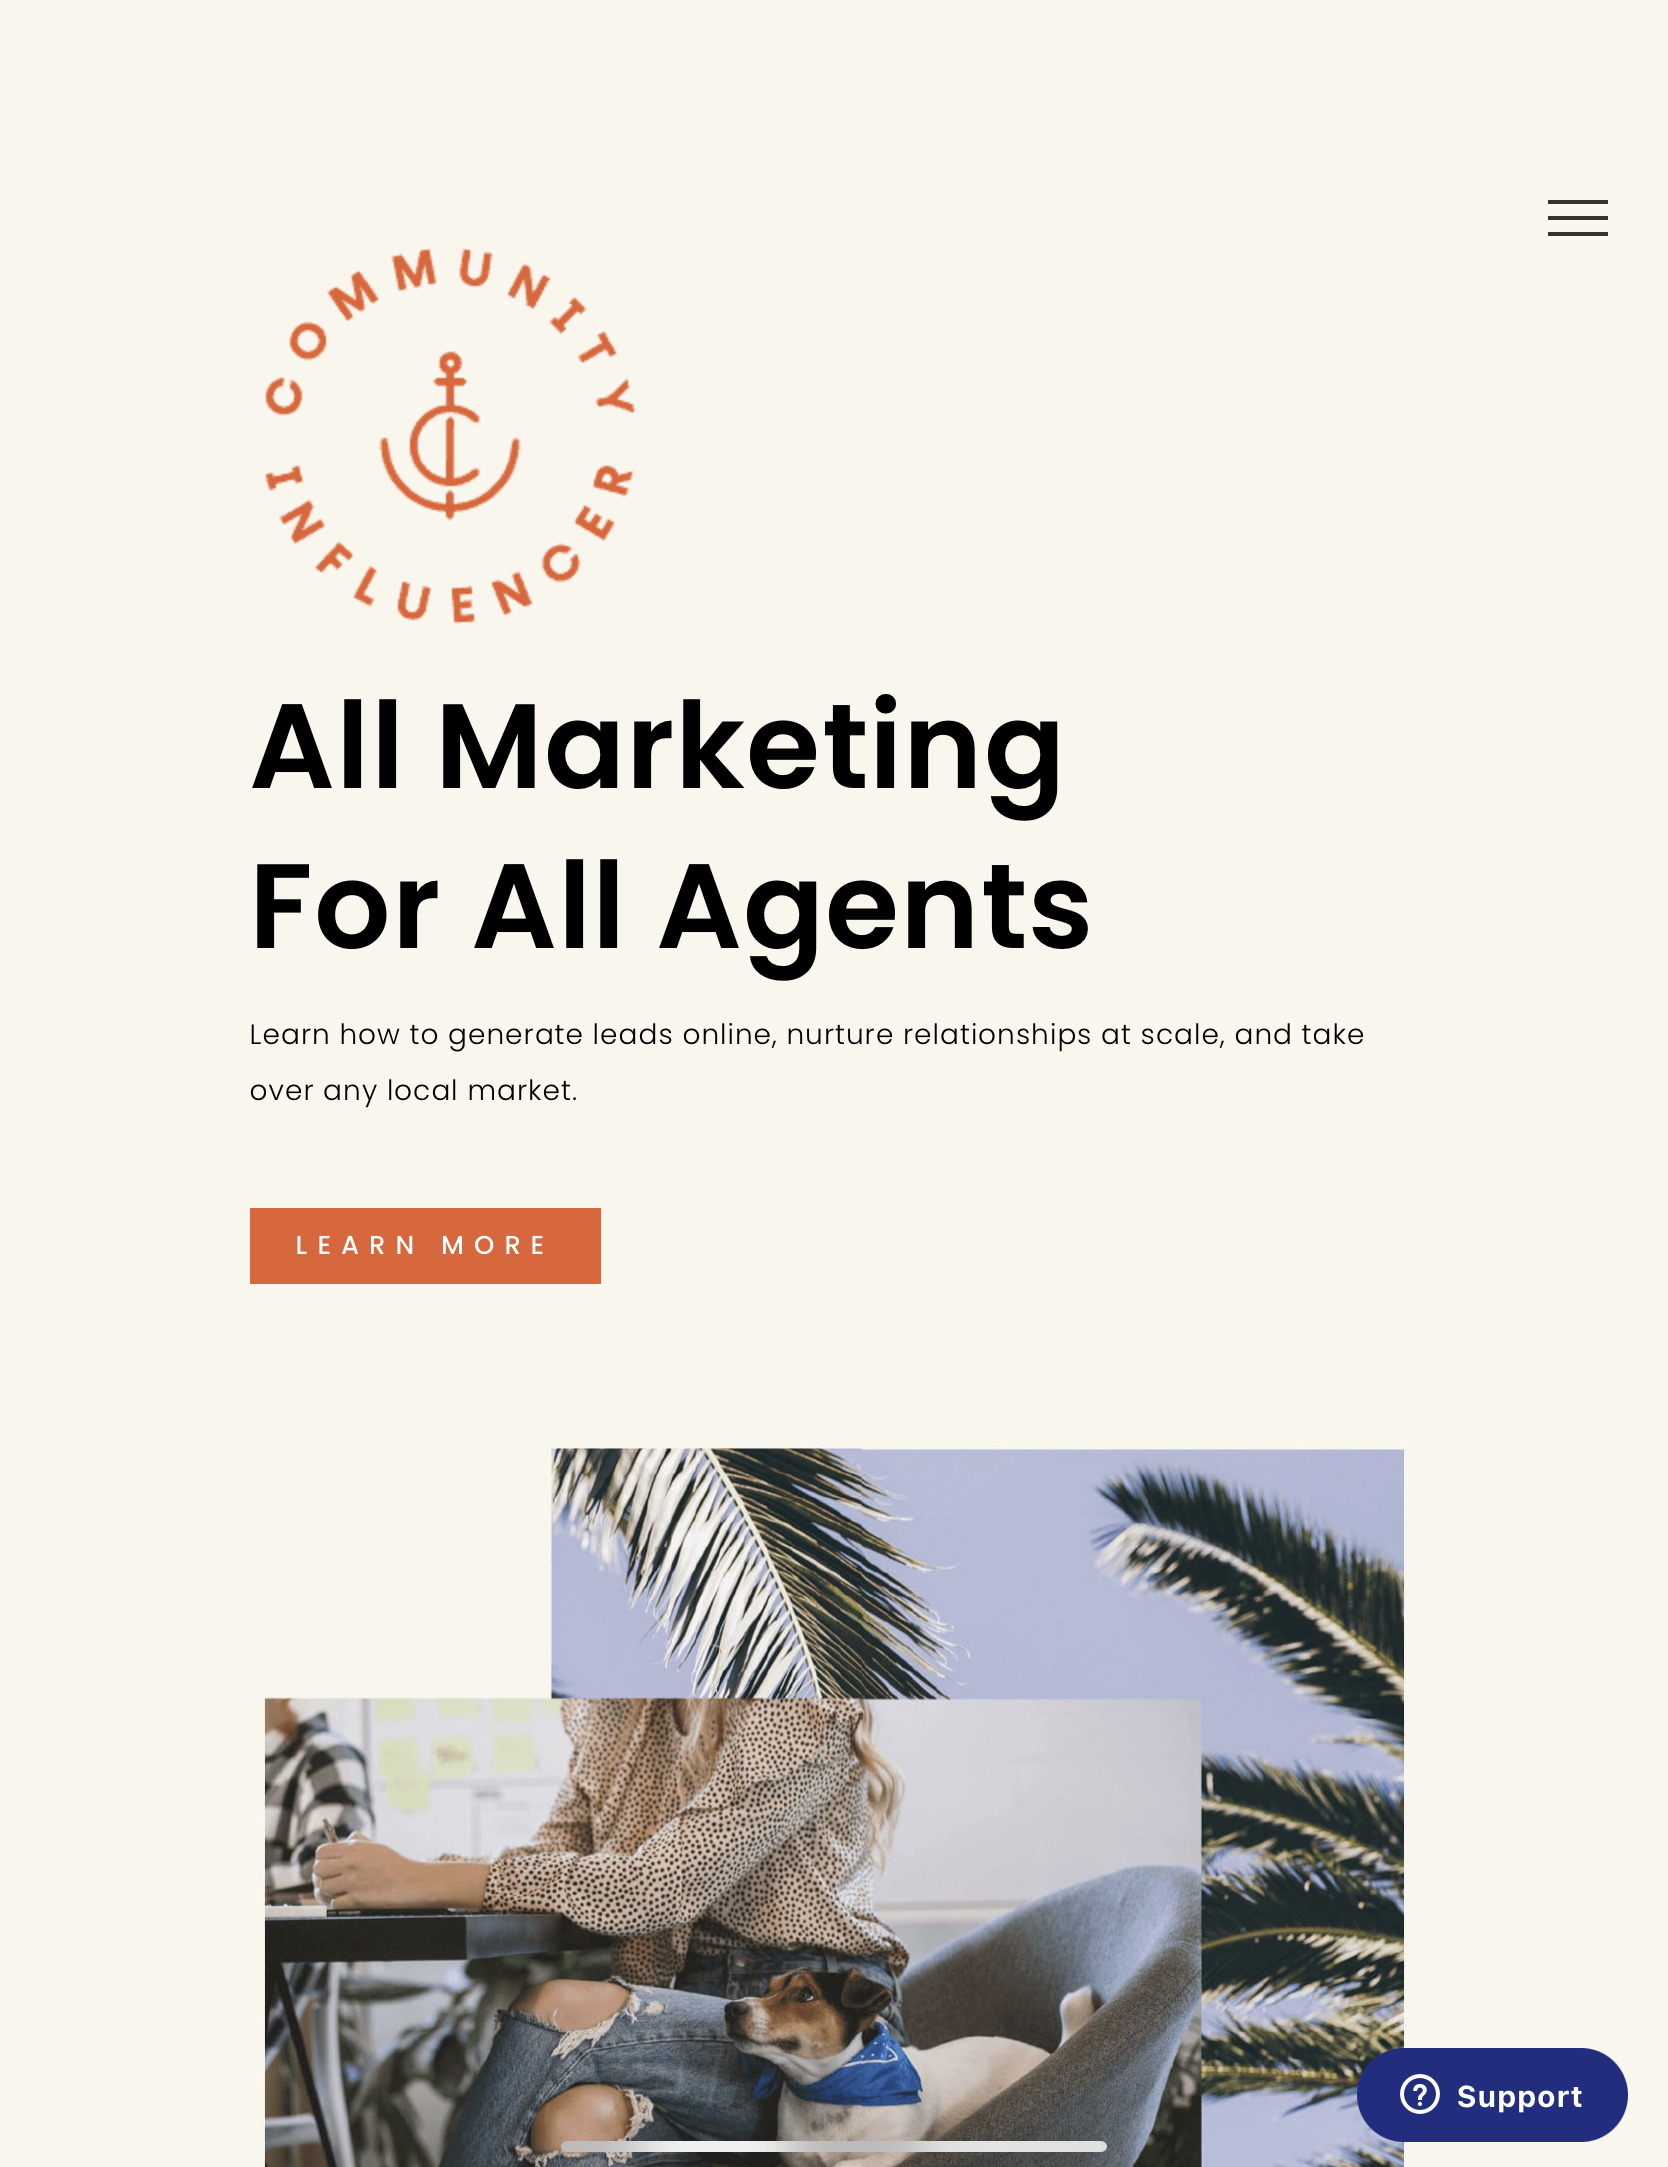 COMMUNITY
INFLUENCER
All Marketing
For All Agents
Learn how to generate leads online, nurture relationships at scale, and take
over any local market.
LEARN MORE
Support